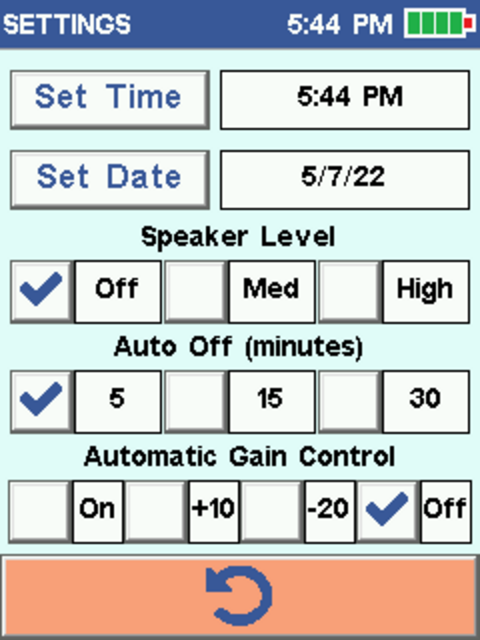 SETTINGS 5:44 PM
Set Time 5:44 PM
Set Date 5/7/22
Speaker Level
Off Med High
Auto Off (minutes)
5 15 30
Automatic Gain Control
On +10 -20 Off